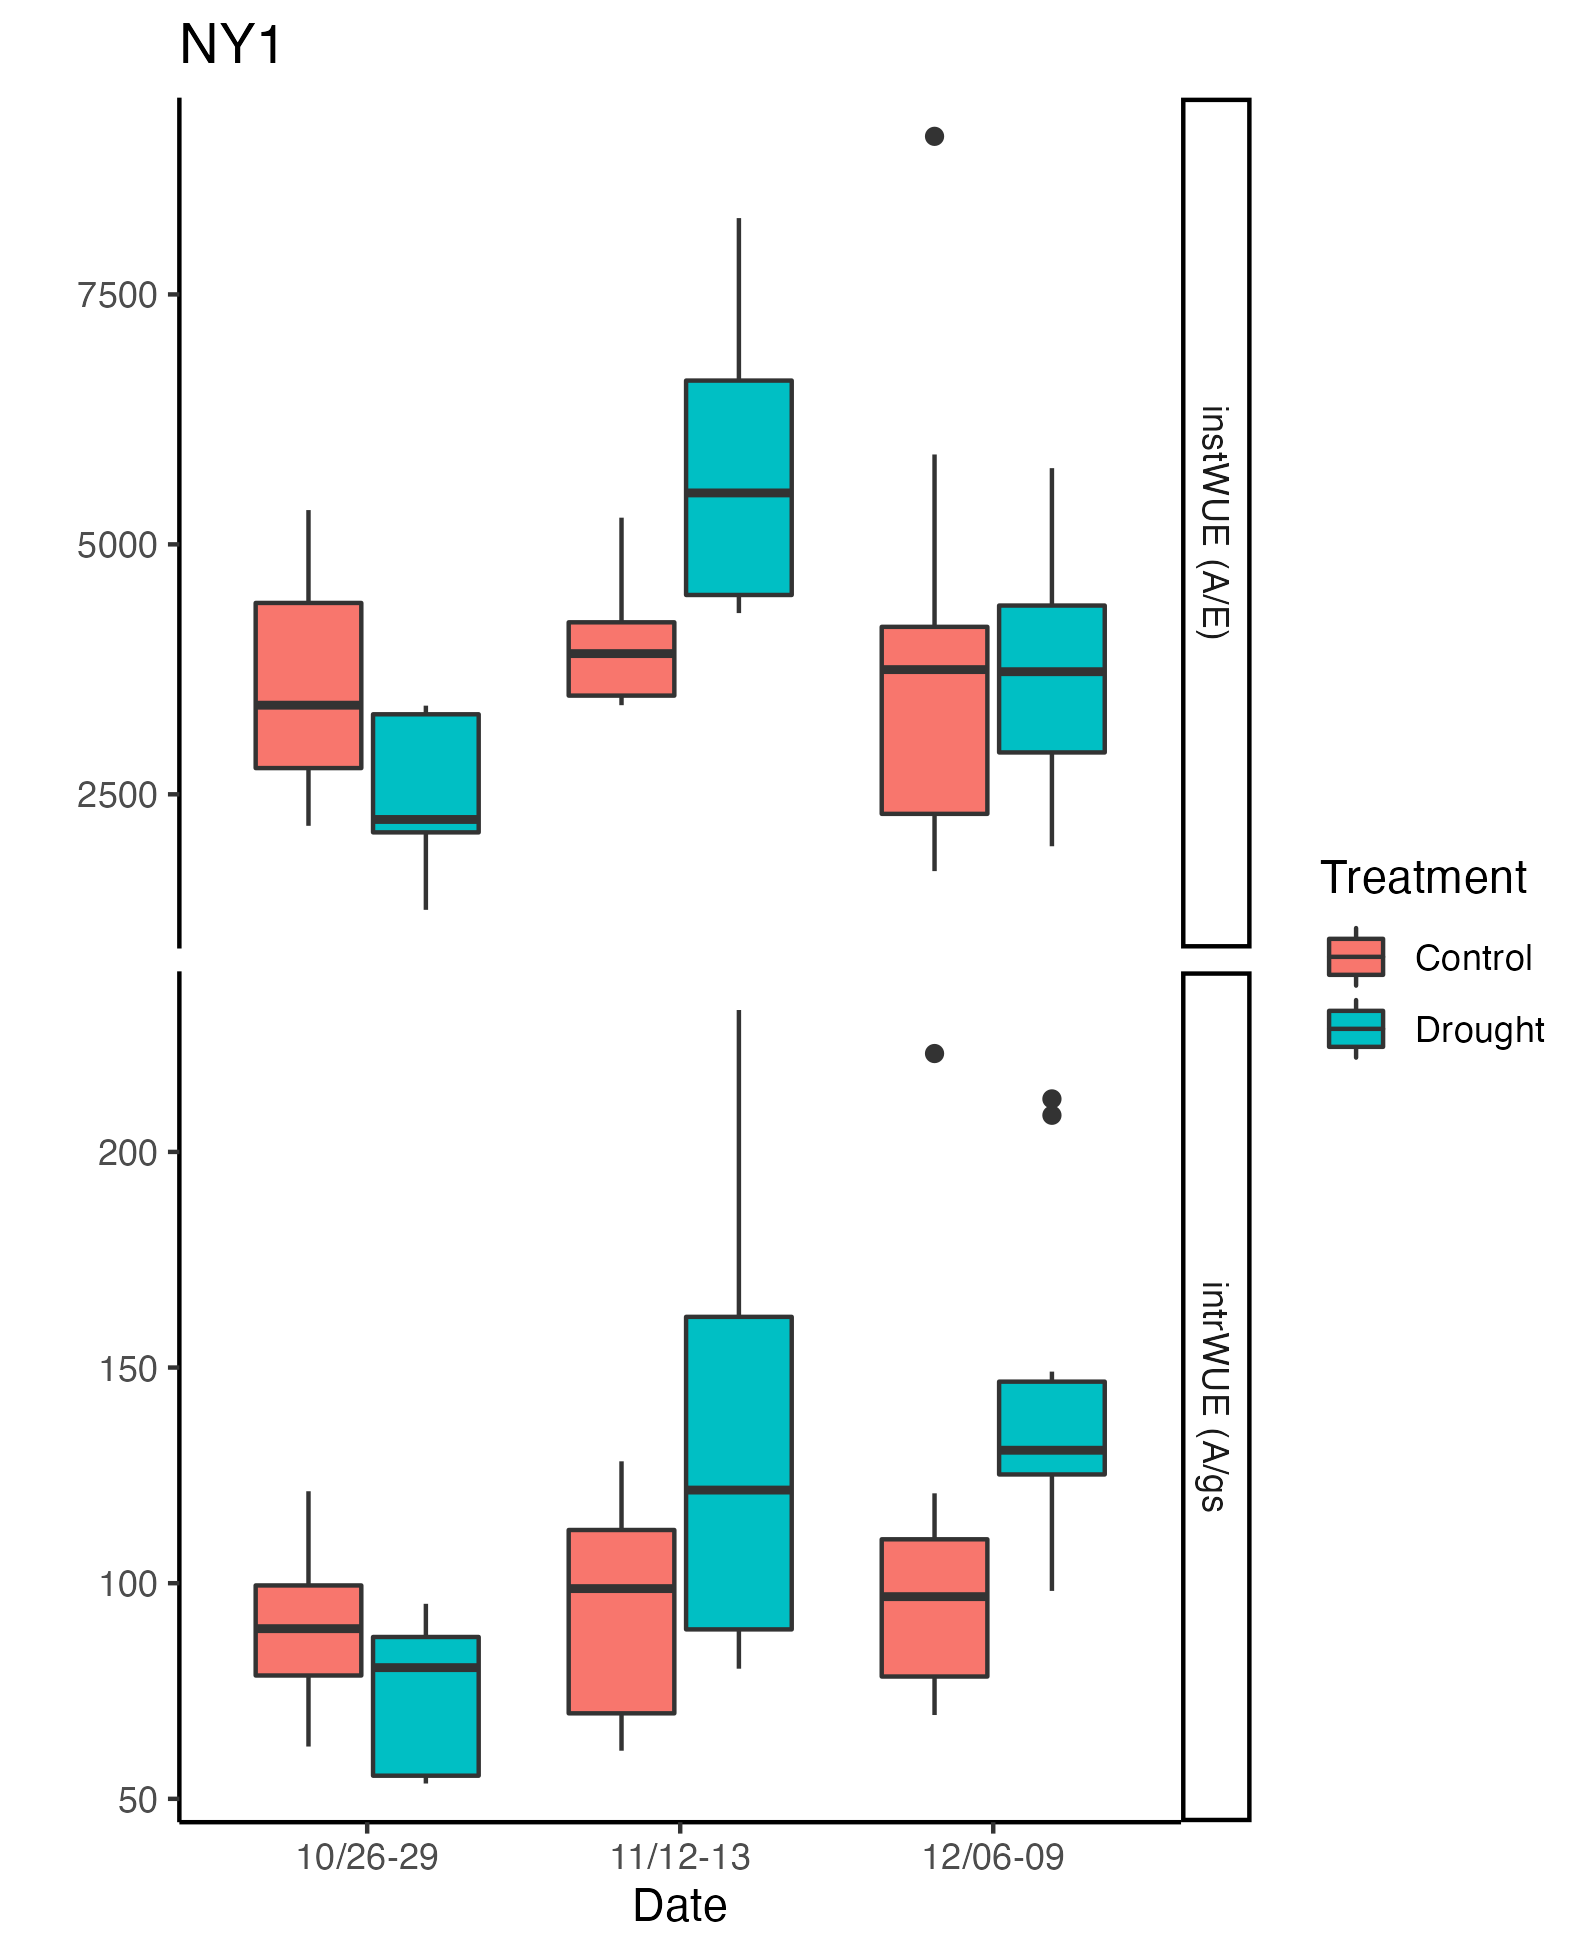 NY1
7500
5000
2500
instWUE (A/E)
200
150
100
50
intrWUE (A/gs
10/26-29
11/12-13
12/06-09
Date
Treatment
Control
Drought